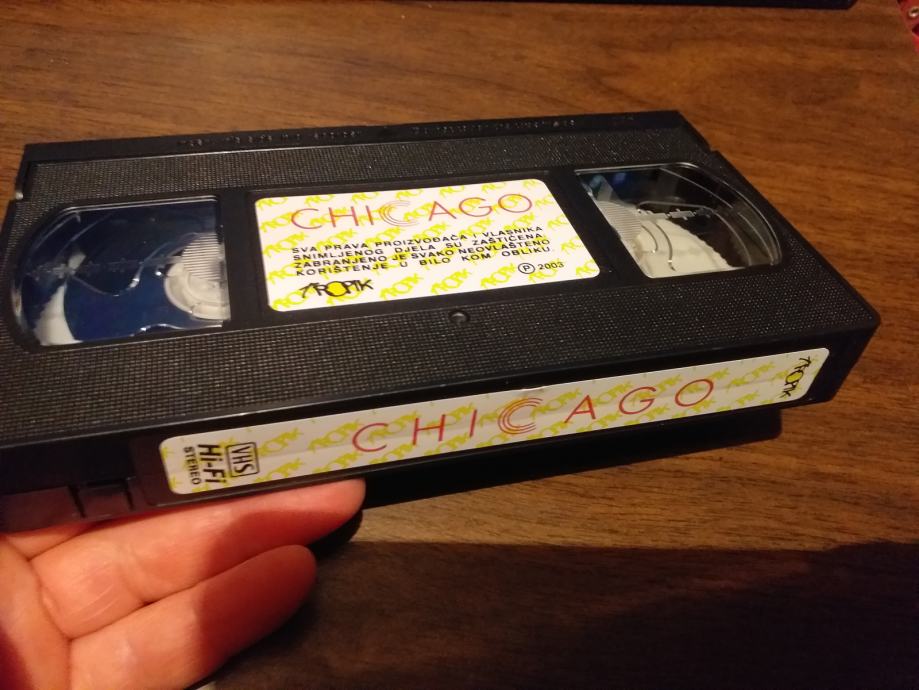 CHICAGO
SVA PRAVA PROIZVOĐAČA I VLASNIKA
SNIMLJENOG DJELA SU ZAŠTIĆENA.
ZABRANJENO JE SVAKO NEOVLAŠTENO
KORIŠTENJE U BILO KOM OBLIKU.
TROPIK
Ⓟ 2003
VHS
Hi-Fi
STEREO
CHICAGO
TROPIK